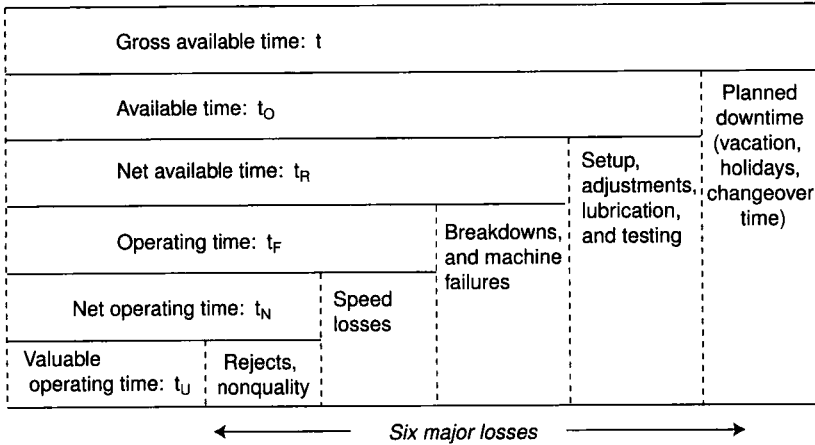 Gross available time: t
Available time: tO
Planned
downtime
(vacation,
holidays,
changeover
time)
Net available time: tR
Setup,
adjustments,
lubrication,
and testing
Operating time: tF
Breakdowns,
and machine
failures
Net operating time: tN
Speed
losses
Valuable
operating time: tU
Rejects,
nonquality
Six major losses